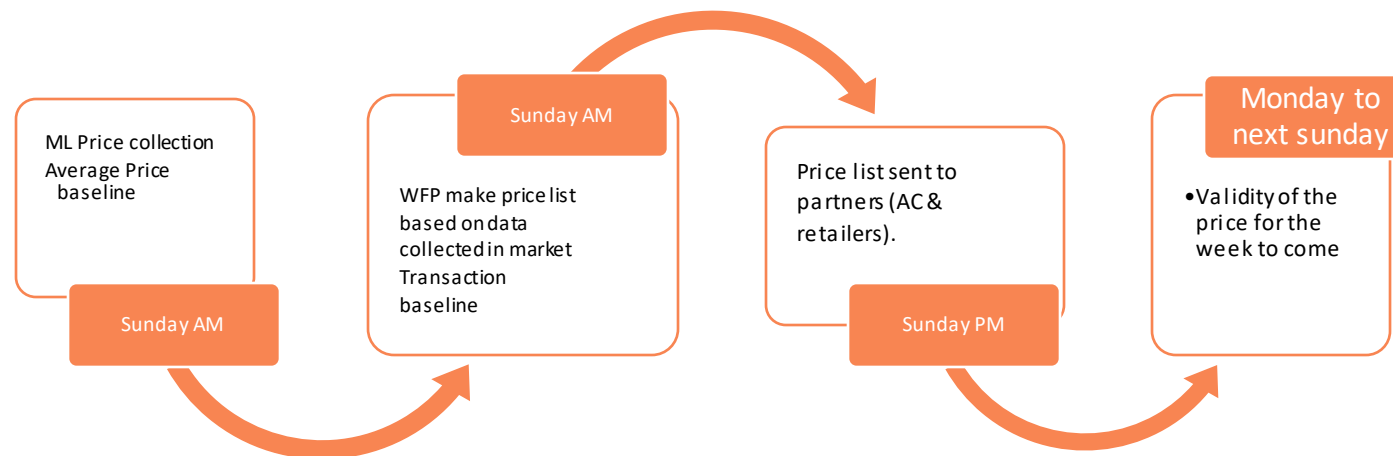 ML Price collection
Average Price
baseline
Sunday AM
Sunday AM
WFP make price list
based on data
collected in market
Transaction
baseline
Price list sent to
partners (AC &
retailers).
Sunday PM
Monday to
next sunday
•Validity of the
price for the
week to come